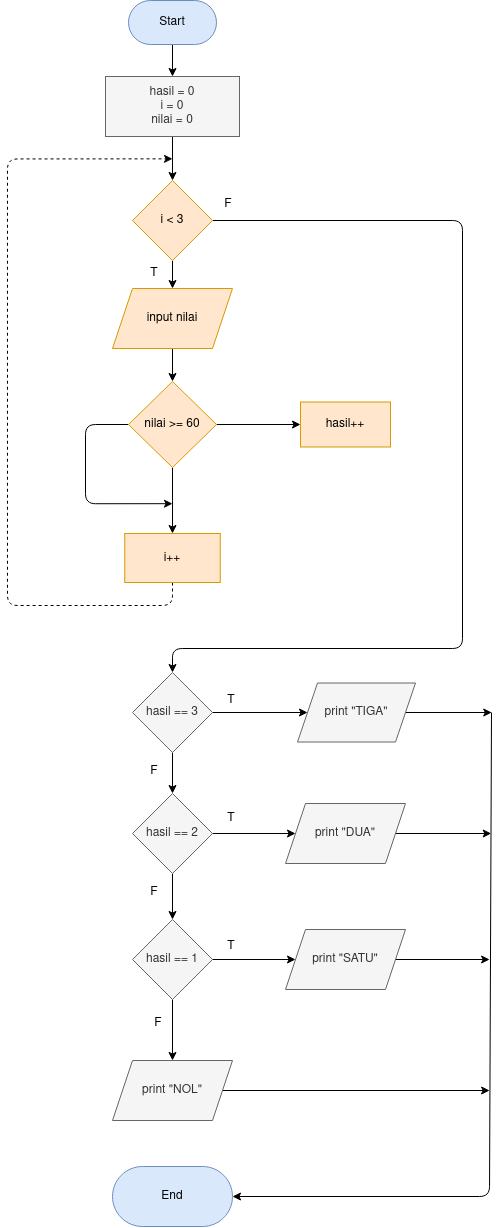 Start
hasil = 0
i = 0
nilai = 0
F
i < 3
T
input nilai
nilai >= 60
hasil++
i++
hasil == 3
T
print "TIGA"
F
hasil == 2
T
print "DUA"
F
hasil == 1
T
print "SATU"
F
print "NOL"
End